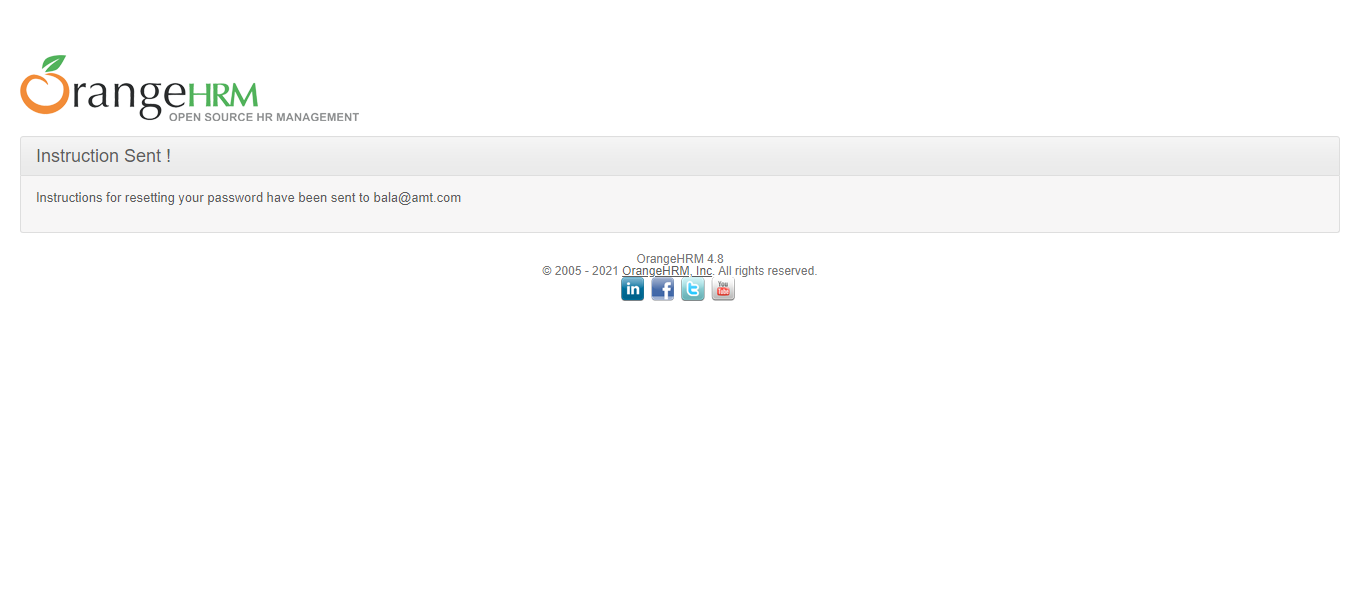 OrangeHRM
OPEN SOURCE HR MANAGEMENT
Instruction Sent !
Instructions for resetting your password have been sent to bala@amt.com
OrangeHRM 4.8
© 2005 - 2021 OrangeHRM, Inc. All rights reserved.
in f t You Tube